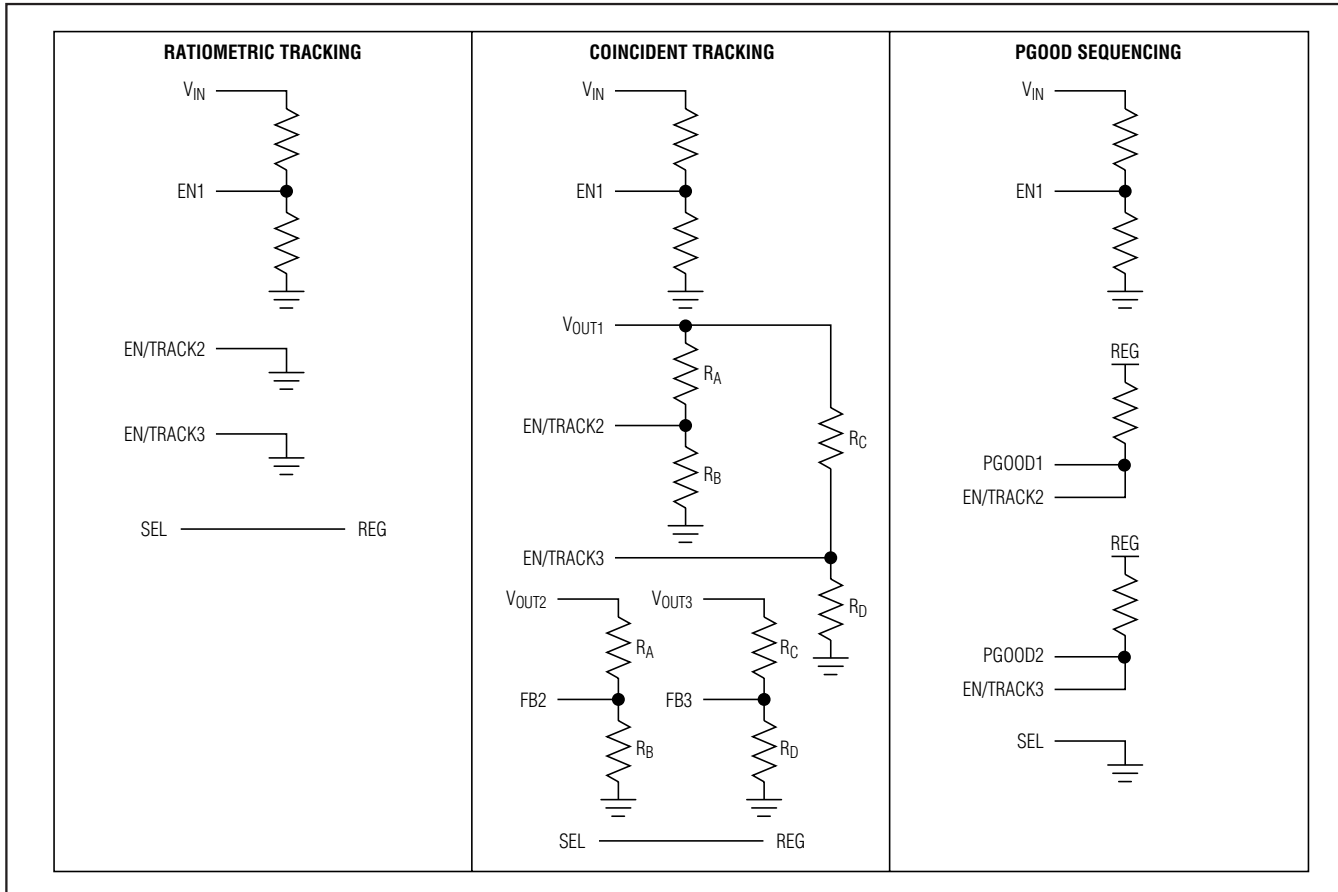 RATIOMETRIC TRACKING
VIN
EN1
EN/TRACK2
EN/TRACK3
SEL REG
COINCIDENT TRACKING
VIN
EN1
VOUT1
RA
EN/TRACK2
RC
RB
EN/TRACK3
RD
VOUT2 VOUT3
RA RC
FB2 FB3
RB RD
SEL REG
PGOOD SEQUENCING
VIN
EN1
REG
PGOOD1
EN/TRACK2
REG
PGOOD2
EN/TRACK3
SEL